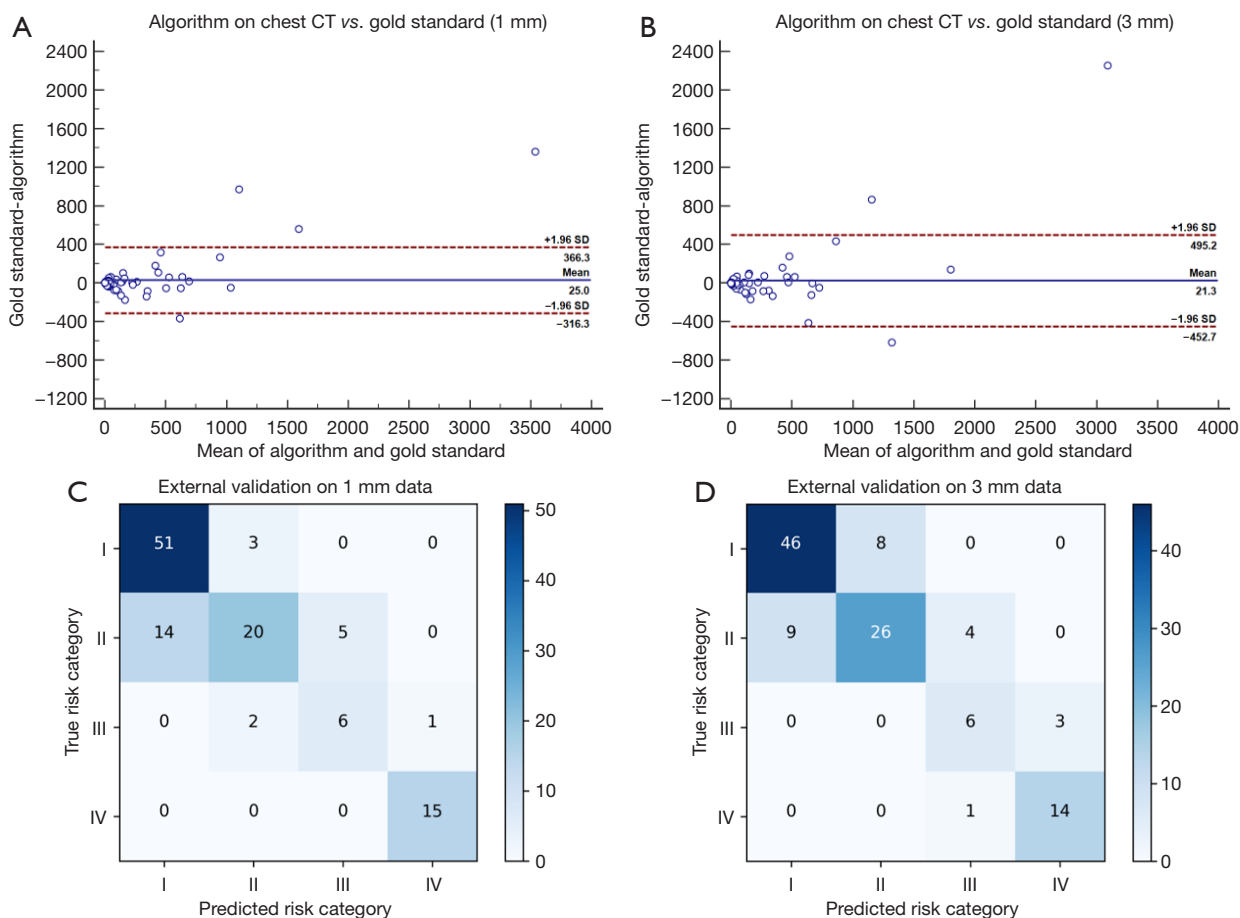 A
Algorithm on chest CT vs. gold standard (1 mm)
2400
2000
1600
1200
800
400
0
−400
−800
−1200
Gold standard-algorithm
+1.96 SD
366.3
Mean
25.0
−1.96 SD
−316.3
0 500 1000 1500 2000 2500 3000 3500 4000
Mean of algorithm and gold standard
B
Algorithm on chest CT vs. gold standard (3 mm)
2400
2000
1600
1200
800
400
0
−400
−800
−1200
Gold standard-algorithm
+1.96 SD
495.2
Mean
21.3
−1.96 SD
−452.7
0 500 1000 1500 2000 2500 3000 3500 4000
Mean of algorithm and gold standard
C
External validation on 1 mm data
True risk category
I 51 3 0 0
II 14 20 5 0
III 0 2 6 1
IV 0 0 0 15
I II III IV
Predicted risk category
50
40
30
20
10
0
D
External validation on 3 mm data
True risk category
I 46 8 0 0
II 9 26 4 0
III 0 0 6 3
IV 0 0 1 14
I II III IV
Predicted risk category
40
30
20
10
0